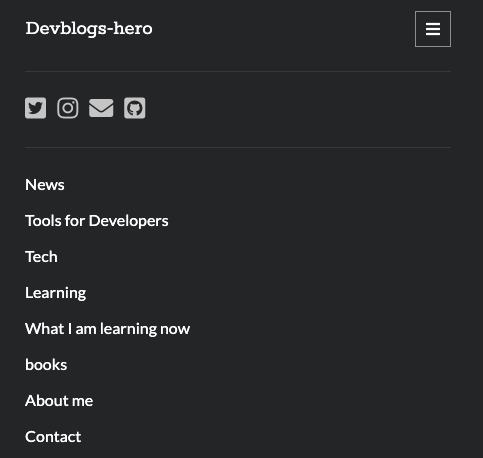 Devblogs-hero
News
Tools for Developers
Tech
Learning
What I am learning now
books
About me
Contact